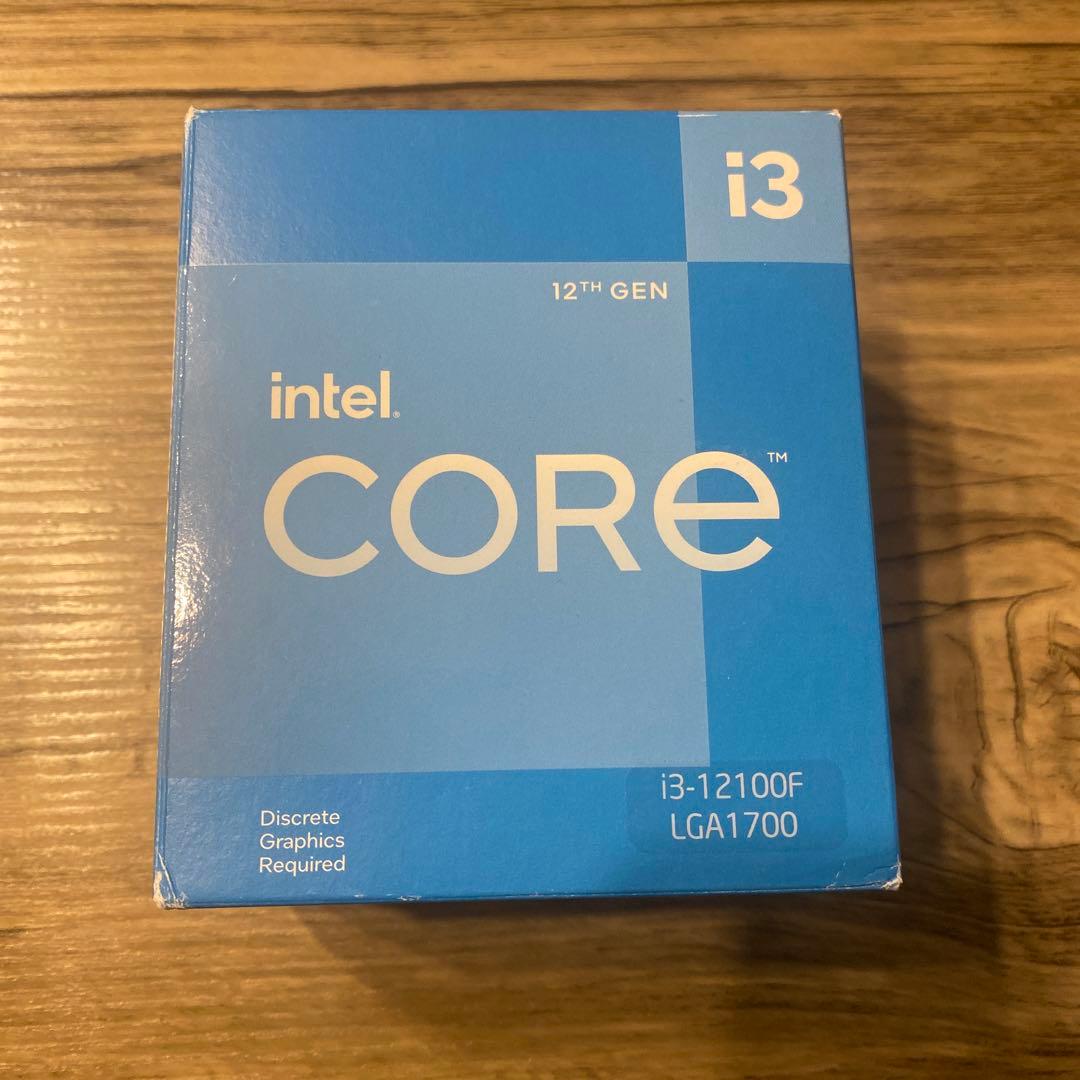 i3
12TH GEN
intel®
CORe™
Discrete
Graphics
Required
i3-12100F
LGA1700